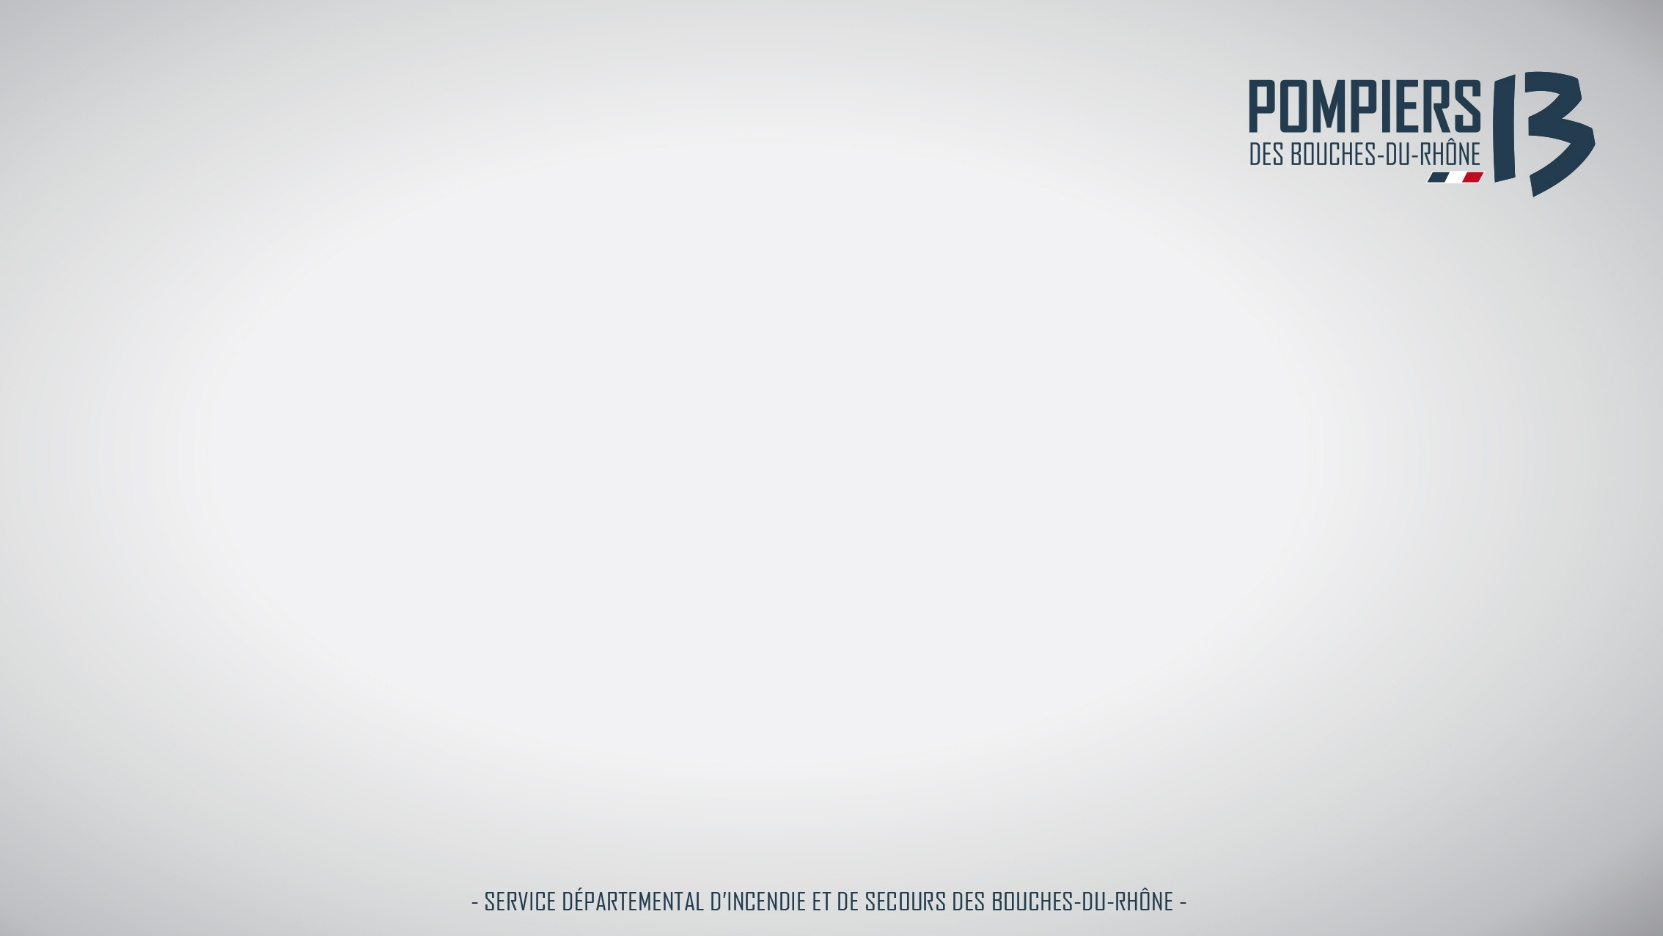 POMPIERS 13
DES BOUCHES-DU-RHÔNE
- SERVICE DÉPARTEMENTAL D'INCENDIE ET DE SECOURS DES BOUCHES-DU-RHÔNE -